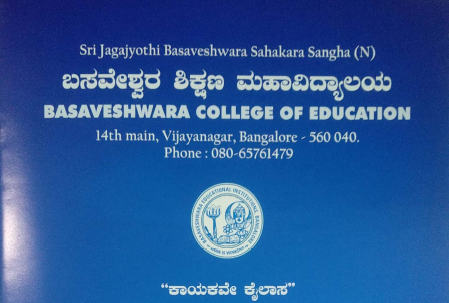 Sri Jagajyothi Basaveshwara Sahakara Sangha (N)
ಬಸವೇಶ್ವರ ಶಿಕ್ಷಣ ಮಹಾವಿದ್ಯಾಲಯ
BASAVESHWARA COLLEGE OF EDUCATION
14th main, Vijayanagar, Bangalore - 560 040.
Phone : 080-65761479
BASAVESHWARA EDUCATIONAL INSTITUTIONS, BANGALORE
"ಕಾಯಕವೇ ಕೈಲಾಸ"